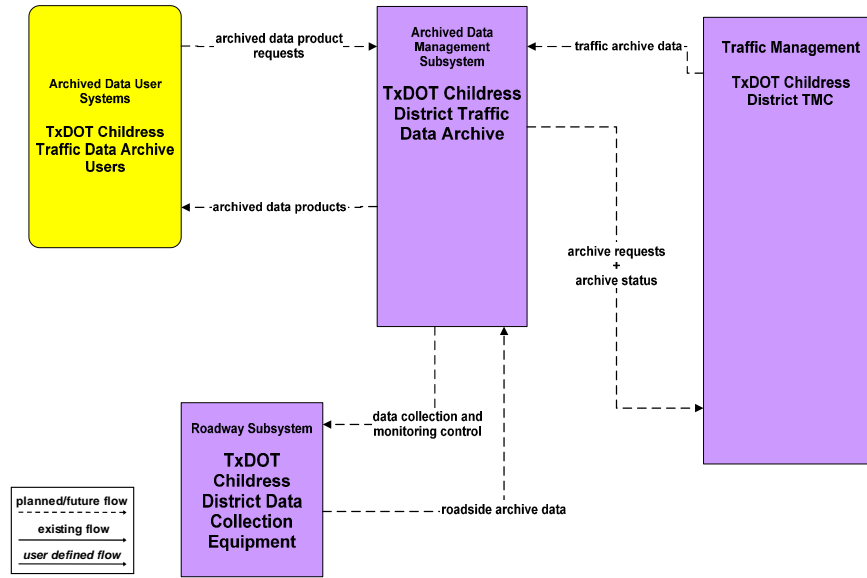 Archived Data User
Systems
TxDOT Childress
Traffic Data Archive
Users
archived data product
requests
archived data products
Archived Data
Management
Subsystem
TxDOT Childress
District Traffic
Data Archive
traffic archive data
Traffic Management
TxDOT Childress
District TMC
archive requests
+
archive status
data collection and
monitoring control
roadside archive data
Roadway Subsystem
TxDOT
Childress
District Data
Collection
Equipment
planned/future flow
existing flow
user defined flow